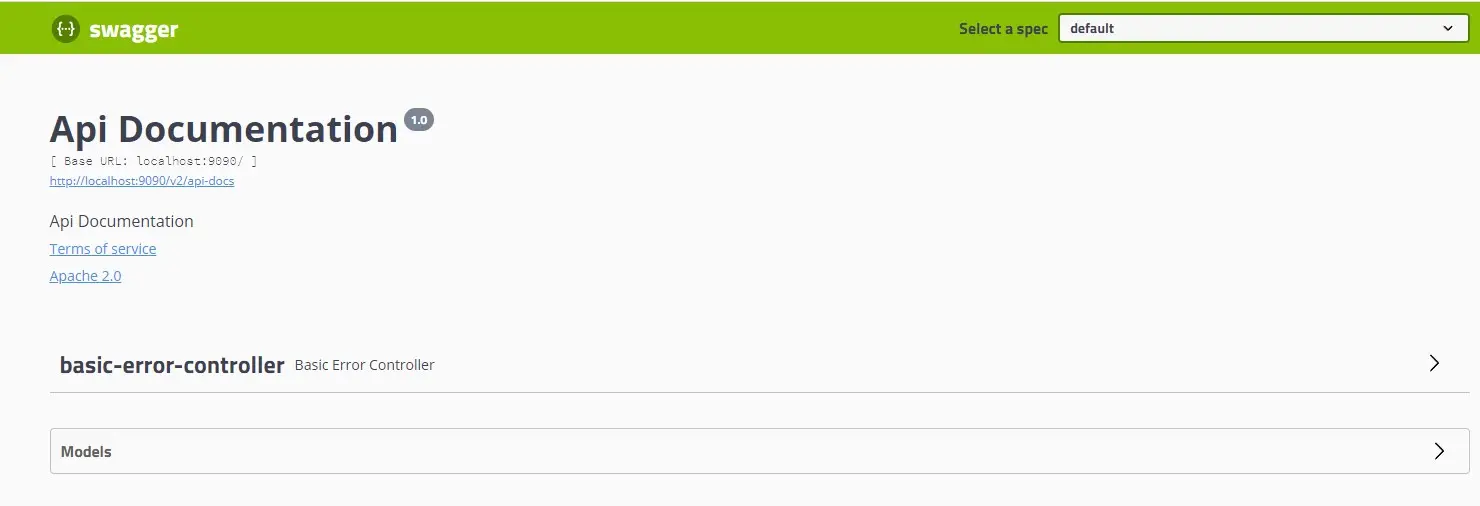 {··} swagger
Select a spec default
Api Documentation 1.0
[ Base URL: localhost:9090/ ]
http://localhost:9090/v2/api-docs
Api Documentation
Terms of service
Apache 2.0
basic-error-controller Basic Error Controller
Models